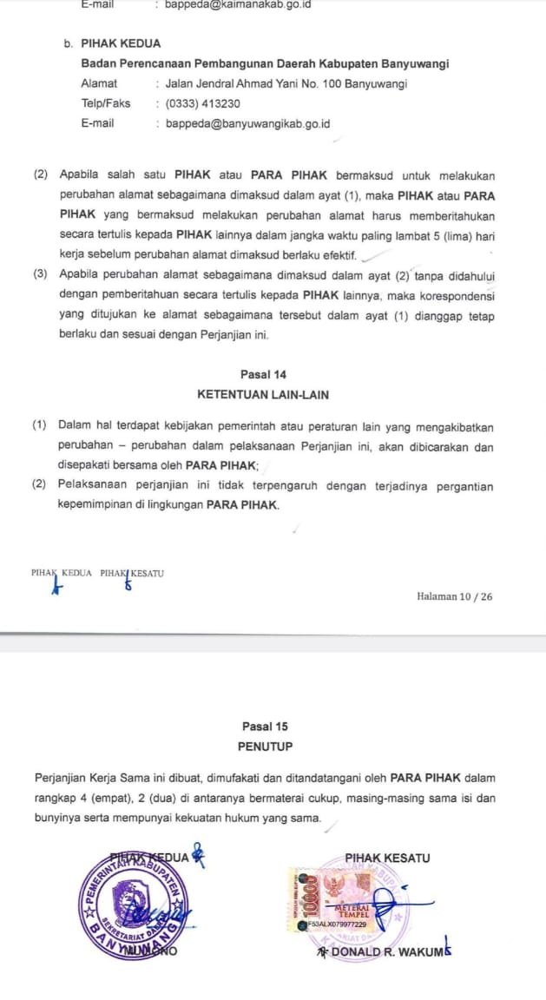 E-mail : bappeda@kaimanakab.go.id
b. PIHAK KEDUA
Badan Perencanaan Pembangunan Daerah Kabupaten Banyuwangi
Alamat : Jalan Jendral Ahmad Yani No. 100 Banyuwangi
Telp/Faks : (0333) 413230
E-mail : bappeda@banyuwangikab.go.id
(2) Apabila salah satu PIHAK atau PARA PIHAK bermaksud untuk melakukan
perubahan alamat sebagaimana dimaksud dalam ayat (1), maka PIHAK atau PARA
PIHAK yang bermaksud melakukan perubahan alamat harus memberitahukan
secara tertulis kepada PIHAK lainnya dalam jangka waktu paling lambat 5 (lima) hari
kerja sebelum perubahan alamat dimaksud berlaku efektif.
(3) Apabila perubahan alamat sebagaimana dimaksud dalam ayat (2) tanpa didahului
dengan pemberitahuan secara tertulis kepada PIHAK lainnya, maka korespondensi
yang ditujukan ke alamat sebagaimana tersebut dalam ayat (1) dianggap tetap
berlaku dan sesuai dengan Perjanjian ini.
Pasal 14
KETENTUAN LAIN-LAIN
(1) Dalam hal terdapat kebijakan pemerintah atau peraturan lain yang mengakibatkan
perubahan – perubahan dalam pelaksanaan Perjanjian ini, akan dibicarakan dan
disepakati bersama oleh PARA PIHAK;
(2) Pelaksanaan perjanjian ini tidak terpengaruh dengan terjadinya pergantian
kepemimpinan di lingkungan PARA PIHAK.
PIHAK KEDUA PIHAK KESATU
Halaman 10 / 26
Pasal 15
PENUTUP
Perjanjian Kerja Sama ini dibuat, dimufakati dan ditandatangani oleh PARA PIHAK dalam
rangkap 4 (empat), 2 (dua) di antaranya bermaterai cukup, masing-masing sama isi dan
bunyinya serta mempunyai kekuatan hukum yang sama.
PIHAK KEDUA PIHAK KESATU
PEMERINTAH KABUPATEN
SEKRETARIAT DAERAH
BANYUWANGI
10000
METERAI
TEMPEL
F53ALX079977229
DONALD R. WAKUM